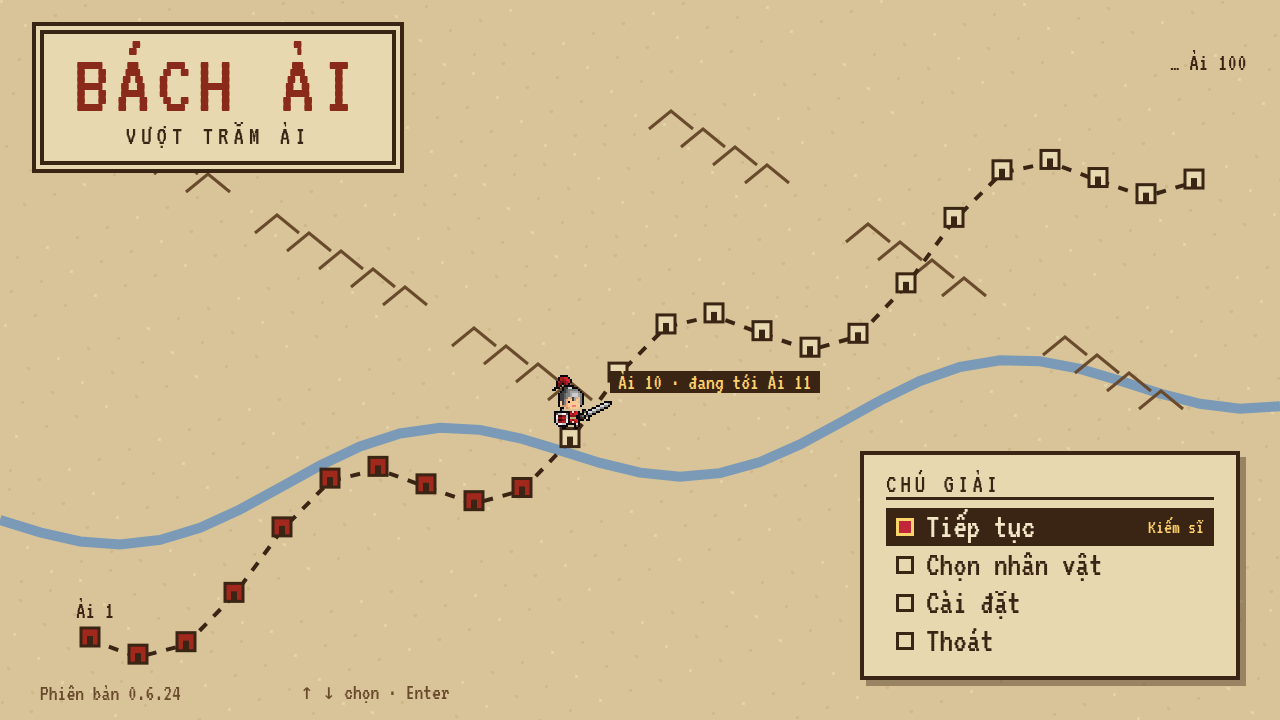 BÁCH ẢI
VƯỢT TRĂM ẢI
… Ải 100
Ải 10 · đang tới Ải 11
CHÚ GIẢI
Tiếp tục
Kiếm sĩ
Chọn nhân vật
Cài đặt
Thoát
Ải 1
Phiên bản 0.6.24
↑ ↓ chọn · Enter